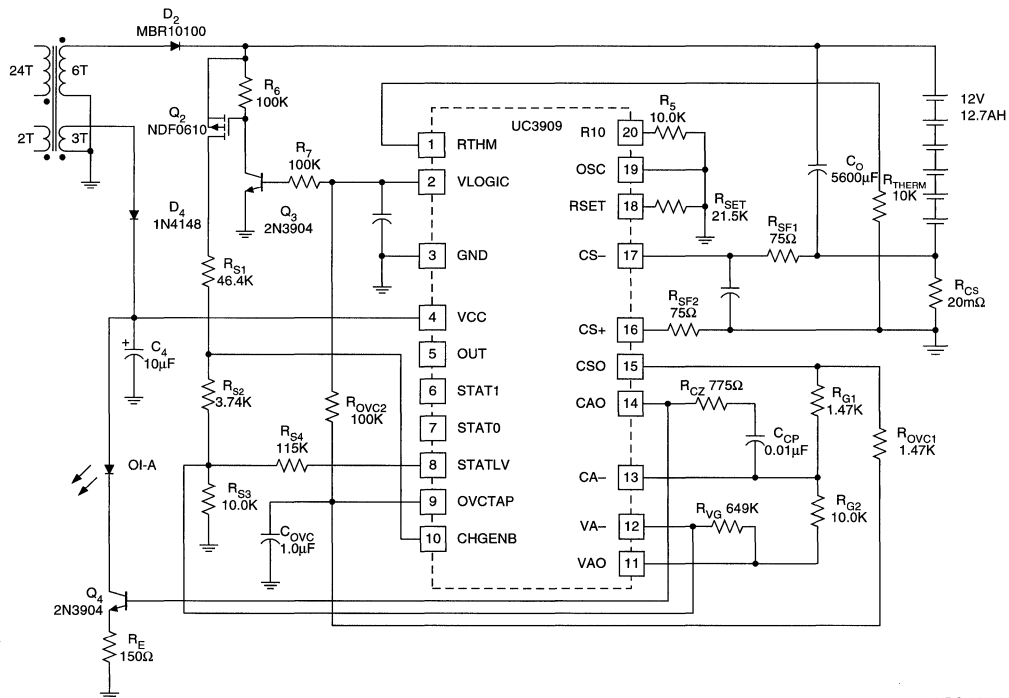 D2
MBR10100
24T
6T
2T
3T
R6
100K
Q2
NDF0610
R7
100K
Q3
2N3904
D4
1N4148
RS1
46.4K
C4
10µF
RS2
3.74K
RS4
115K
RS3
10.0K
ROVC2
100K
COVC
1.0µF
OI-A
Q4
2N3904
RE
150Ω
UC3909
1 RTHM
2 VLOGIC
3 GND
4 VCC
5 OUT
6 STAT1
7 STAT0
8 STATLV
9 OVCTAP
10 CHGENB
R10 20
OSC 19
RSET 18
CS– 17
CS+ 16
CSO 15
CAO 14
CA– 13
VA– 12
VAO 11
R5
10.0K
RSET
21.5K
RSF1
75Ω
RSF2
75Ω
CO
5600µF
RTHERM
10K
12V
12.7AH
RCS
20mΩ
RCZ 775Ω
CCP
0.01µF
RG1
1.47K
ROVC1
1.47K
RG2
10.0K
RVG 649K